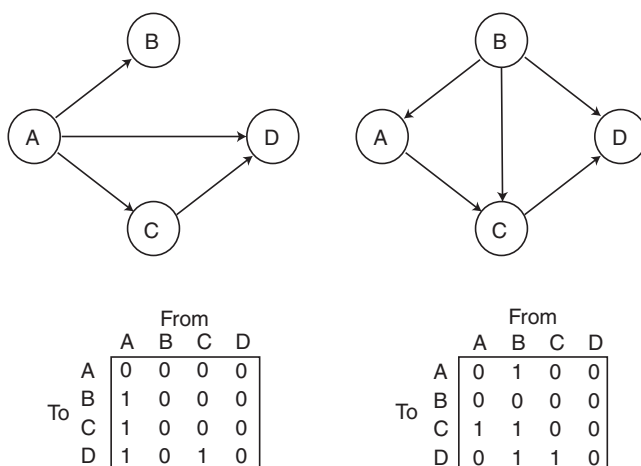 B
A
D
C
B
A
D
C
From
A B C D
A 0 0 0 0
B 1 0 0 0
To
C 1 0 0 0
D 1 0 1 0
From
A B C D
A 0 1 0 0
B 0 0 0 0
To
C 1 1 0 0
D 0 1 1 0